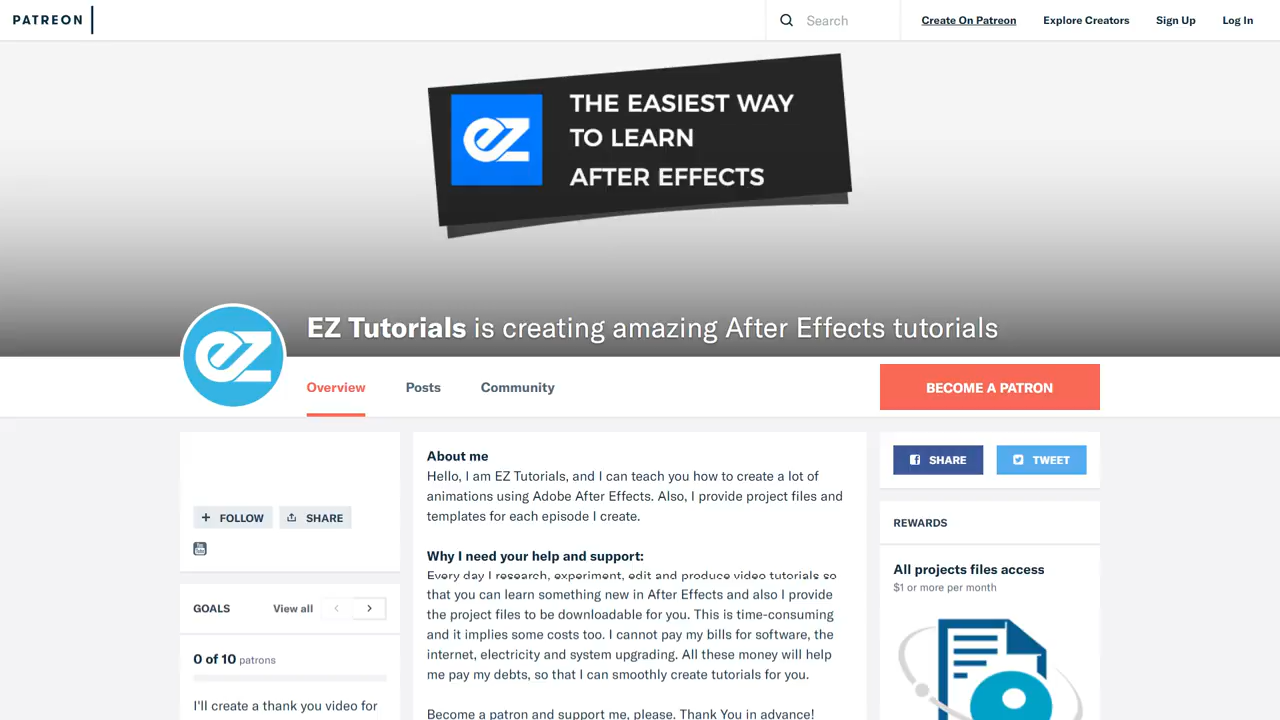 PATREON
Search
Create On Patreon
Explore Creators
Sign Up
Log In
eZ
THE EASIEST WAY
TO LEARN
AFTER EFFECTS
eZ
EZ Tutorials is creating amazing After Effects tutorials
Overview
Posts
Community
BECOME A PATRON
+ FOLLOW
SHARE
GOALS
View all
0 of 10 patrons
I'll create a thank you video for
About me
Hello, I am EZ Tutorials, and I can teach you how to create a lot of
animations using Adobe After Effects. Also, I provide project files and
templates for each episode I create.
Why I need your help and support:
Every day I research, experiment, edit and produce video tutorials so
that you can learn something new in After Effects and also I provide
the project files to be downloadable for you. This is time-consuming
and it implies some costs too. I cannot pay my bills for software, the
internet, electricity and system upgrading. All these money will help
me pay my debts, so that I can smoothly create tutorials for you.
Become a patron and support me, please. Thank You in advance!
SHARE
TWEET
REWARDS
All projects files access
$1 or more per month